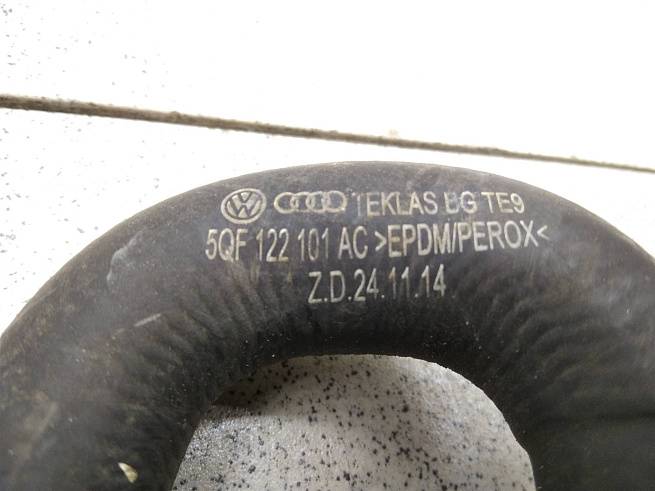 TEKLAS BG TE9
5QF 122 101 AC >EPDM/PEROX<
Z.D.24.11.14